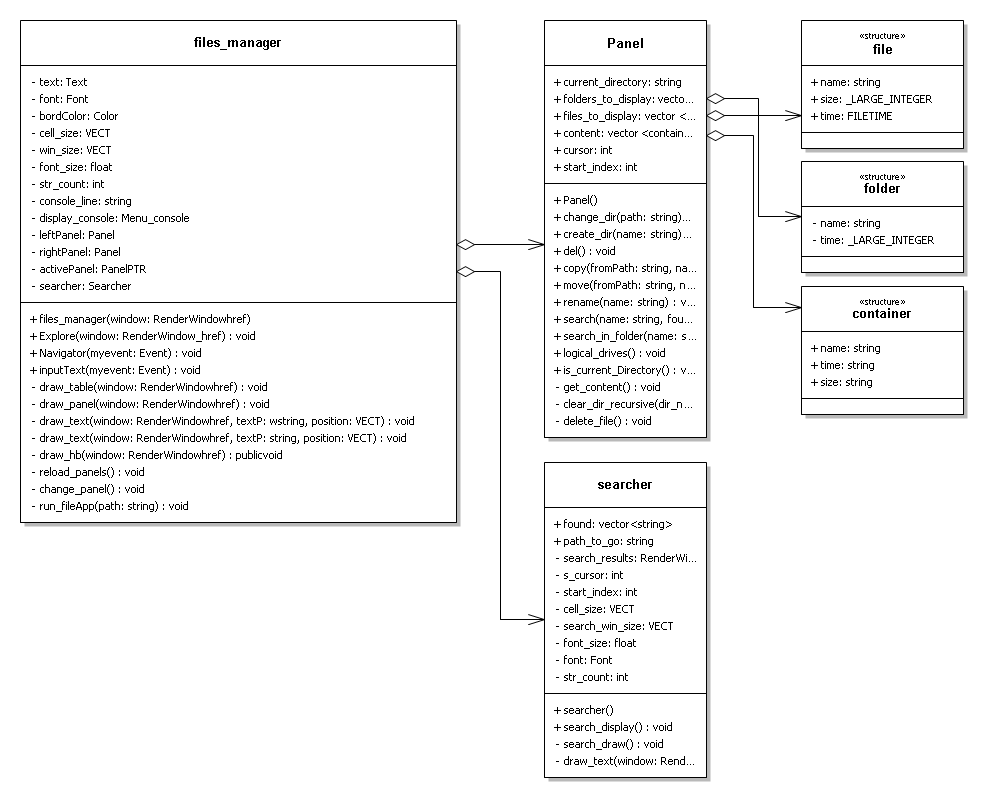 files_manager
- text: Text
- font: Font
- bordColor: Color
- cell_size: VECT
- win_size: VECT
- font_size: float
- str_count: int
- console_line: string
- display_console: Menu_console
- leftPanel: Panel
- rightPanel: Panel
- activePanel: PanelPTR
- searcher: Searcher
+ files_manager(window: RenderWindowhref)
+ Explore(window: RenderWindow_href) : void
+ Navigator(myevent: Event) : void
+ inputText(myevent: Event) : void
- draw_table(window: RenderWindowhref) : void
- draw_panel(window: RenderWindowhref) : void
- draw_text(window: RenderWindowhref, textP: wstring, position: VECT) : void
- draw_text(window: RenderWindowhref, textP: string, position: VECT) : void
- draw_hb(window: RenderWindowhref) : publicvoid
- reload_panels() : void
- change_panel() : void
- run_fileApp(path: string) : void
Panel
+ current_directory: string
+ folders_to_display: vecto...
+ files_to_display: vector <...
+ content: vector <contain...
+ cursor: int
+ start_index: int
+ Panel()
+ change_dir(path: string)...
+ create_dir(name: string)...
+ del() : void
+ copy(fromPath: string, na...
+ move(fromPath: string, n...
+ rename(name: string) : v...
+ search(name: string, fou...
+ search_in_folder(name: s...
+ logical_drives() : void
+ is_current_Directory() : v...
- get_content() : void
- clear_dir_recursive(dir_n...
- delete_file() : void
searcher
+ found: vector<string>
+ path_to_go: string
- search_results: RenderWi...
- s_cursor: int
- start_index: int
- cell_size: VECT
- search_win_size: VECT
- font_size: float
- font: Font
- str_count: int
+ searcher()
+ search_display() : void
- search_draw() : void
- draw_text(window: Rend...
«structure»
file
+ name: string
+ size: _LARGE_INTEGER
+ time: FILETIME
«structure»
folder
- name: string
- time: _LARGE_INTEGER
«structure»
container
+ name: string
+ time: string
+ size: string